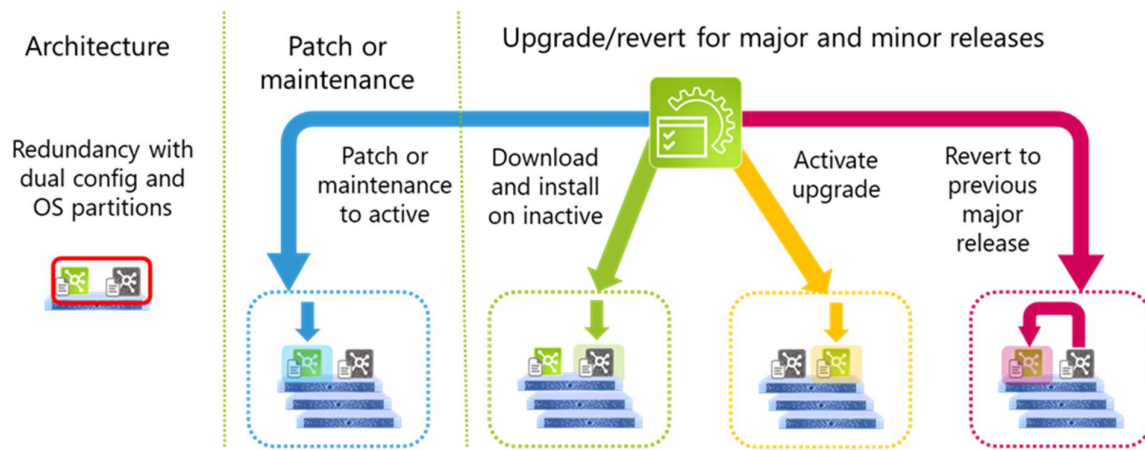 Architecture
Redundancy with
dual config and
OS partitions
Patch or
maintenance
Patch or
maintenance
to active
Upgrade/revert for major and minor releases
Download
and install
on inactive
Activate
upgrade
Revert to
previous
major
release